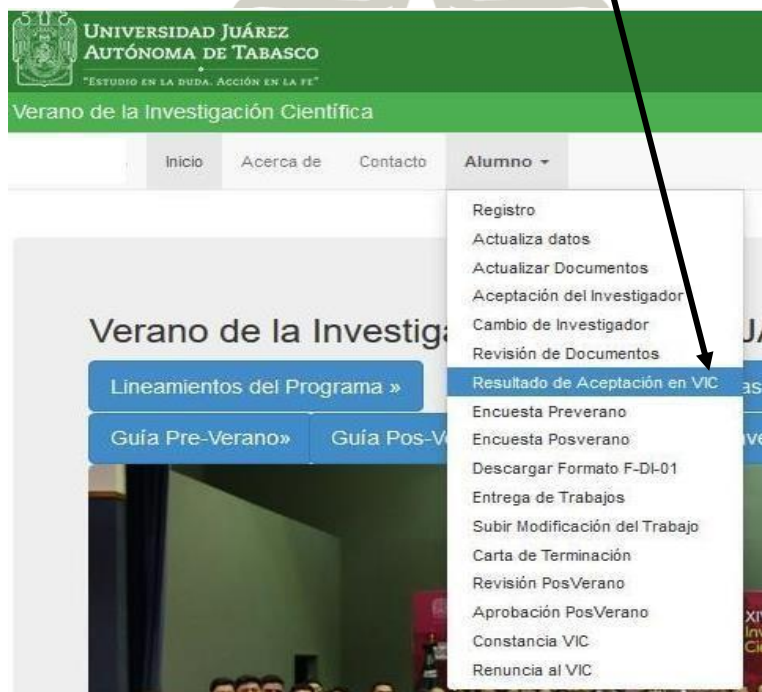 UNIVERSIDAD JUÁREZ
AUTÓNOMA DE TABASCO
"ESTUDIO EN LA DUDA. ACCIÓN EN LA FE"
Verano de la Investigación Científica
Inicio Acerca de Contacto Alumno
Registro
Actualiza datos
Actualizar Documentos
Aceptación del Investigador
Cambio de Investigador
Revisión de Documentos
Resultado de Aceptación en VIC
Encuesta Preverano
Encuesta Posverano
Descargar Formato F-DI-01
Entrega de Trabajos
Subir Modificación del Trabajo
Carta de Terminación
Revisión PosVerano
Aprobación PosVerano
Constancia VIC
Renuncia al VIC
Verano de la Investiga
Lineamientos del Programa »
Guía Pre-Verano» Guía Pos-V